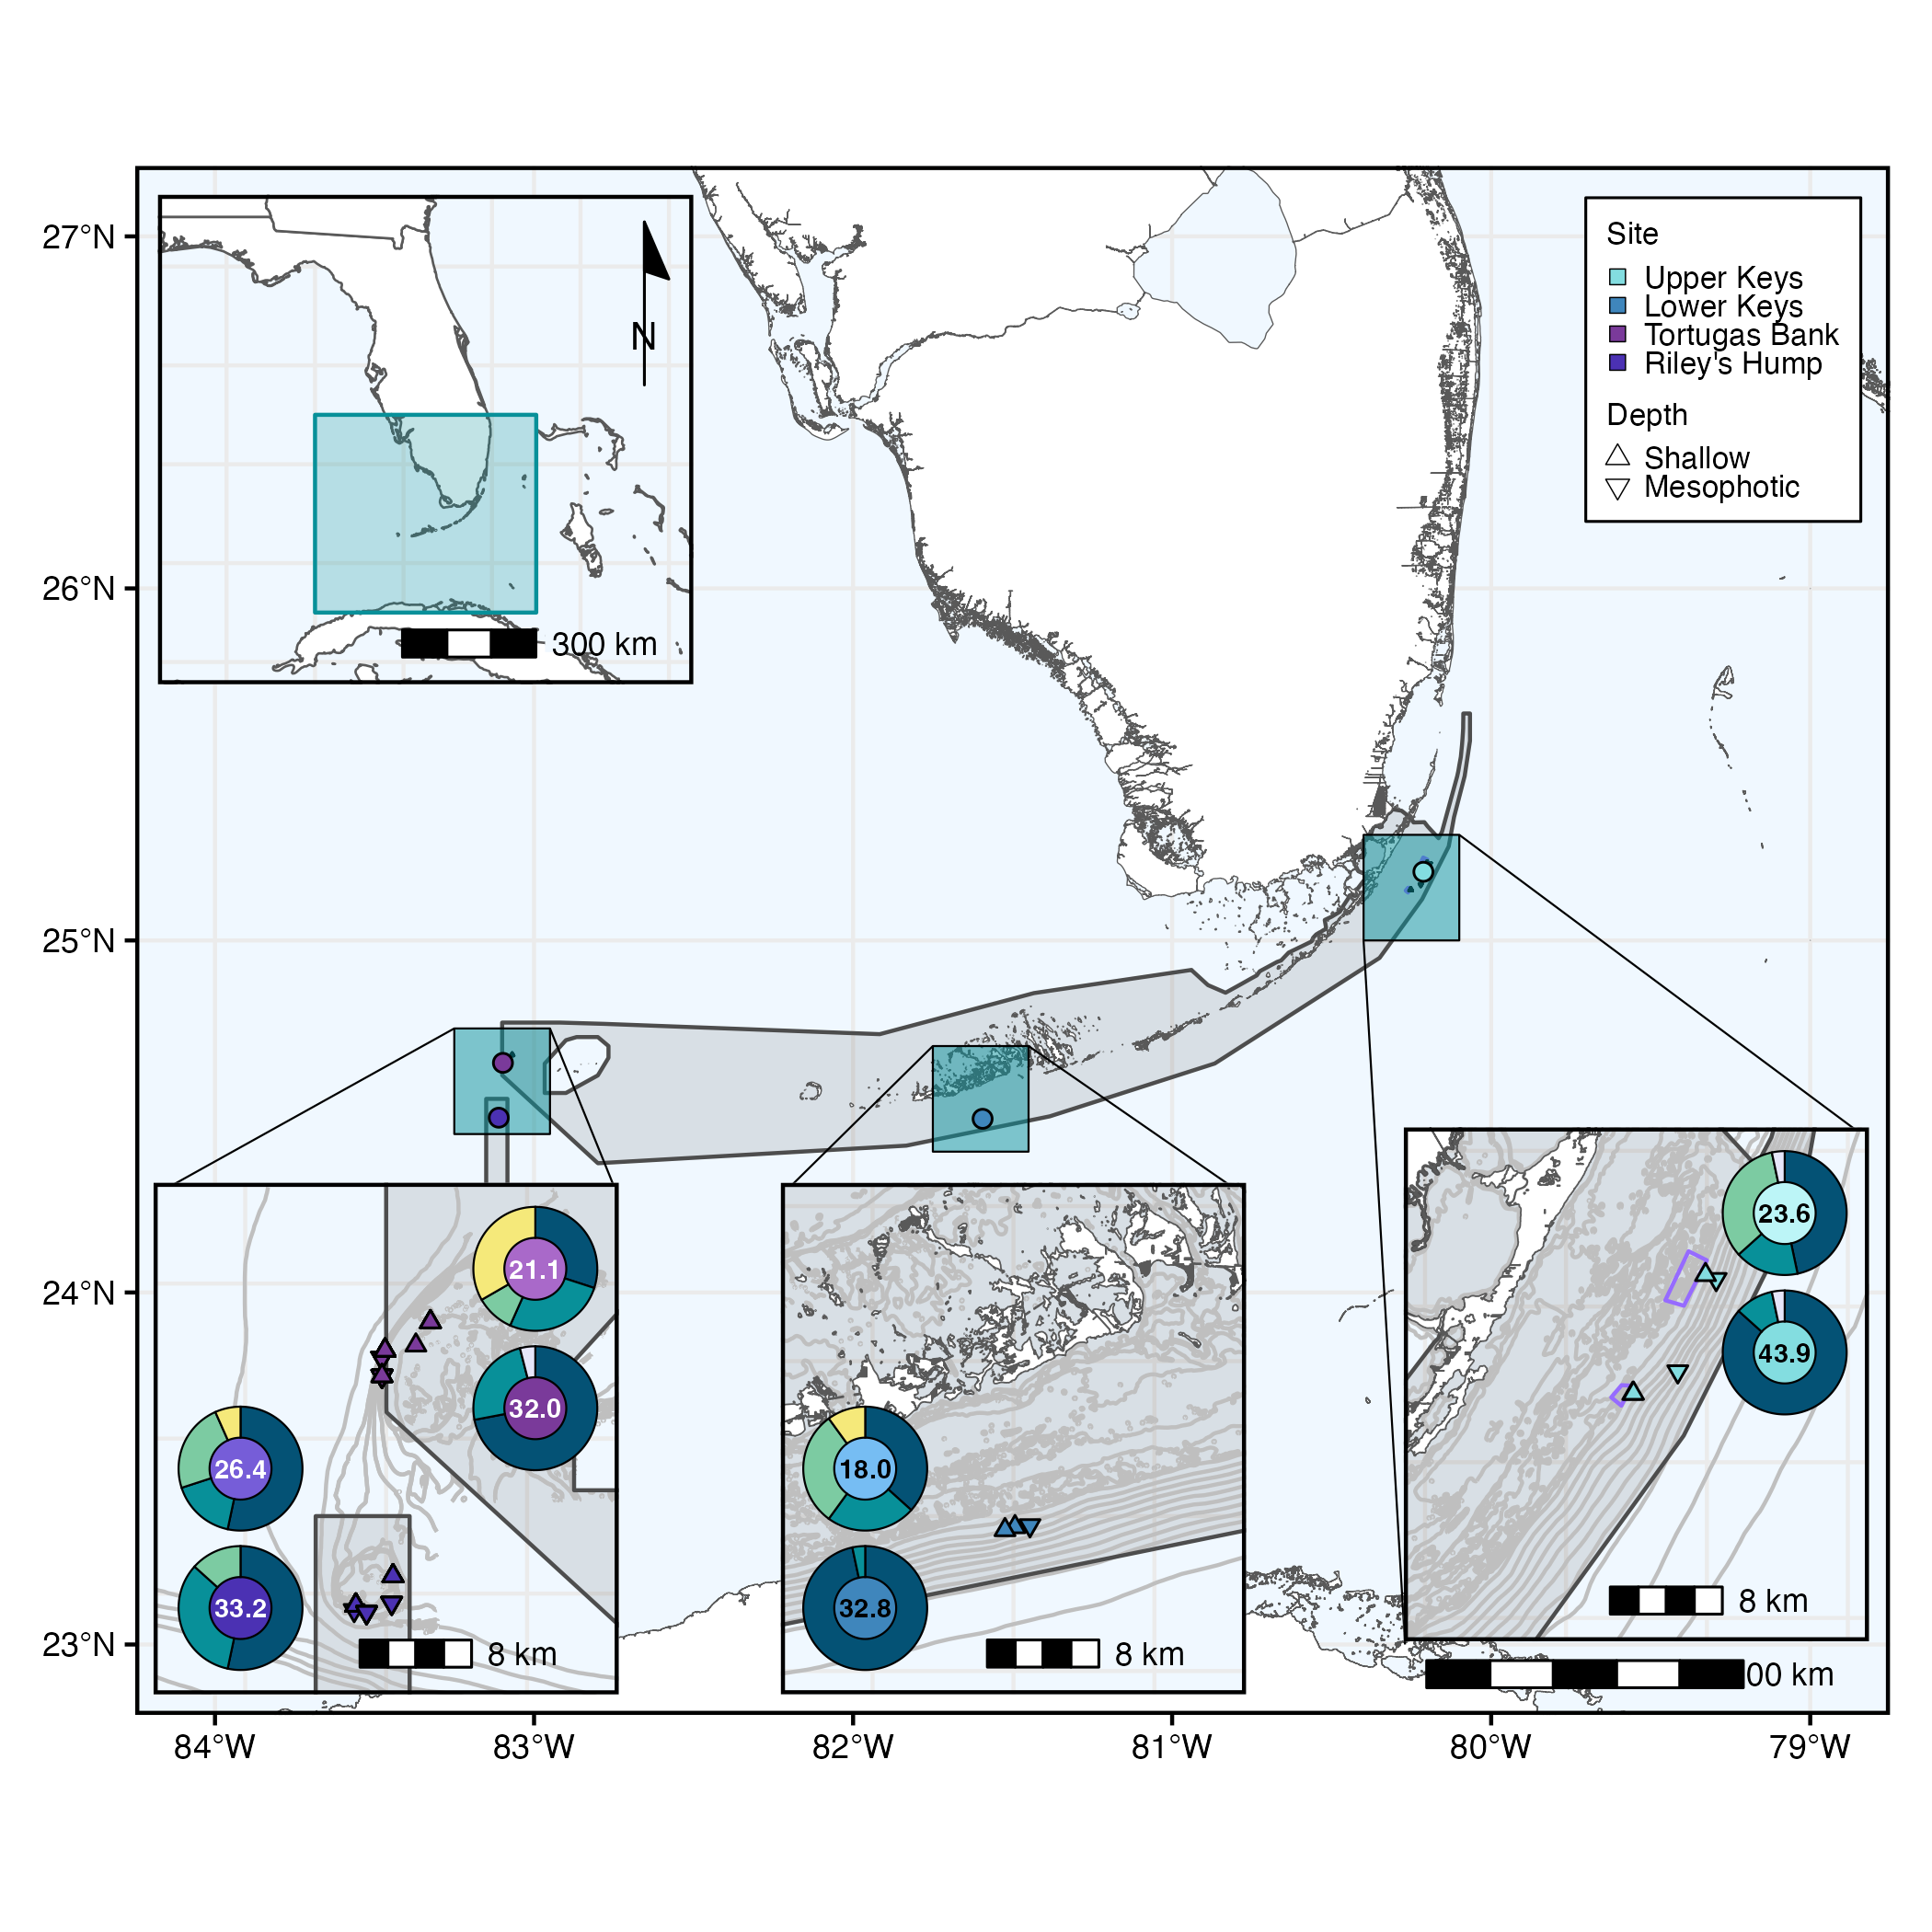 27°N
26°N
25°N
24°N
23°N
84°W
83°W
82°W
81°W
80°W
79°W
N
300 km
Site
Upper Keys
Lower Keys
Tortugas Bank
Riley's Hump
Depth
Shallow
Mesophotic
21.1
32.0
26.4
33.2
8 km
18.0
32.8
8 km
23.6
43.9
8 km
00 km